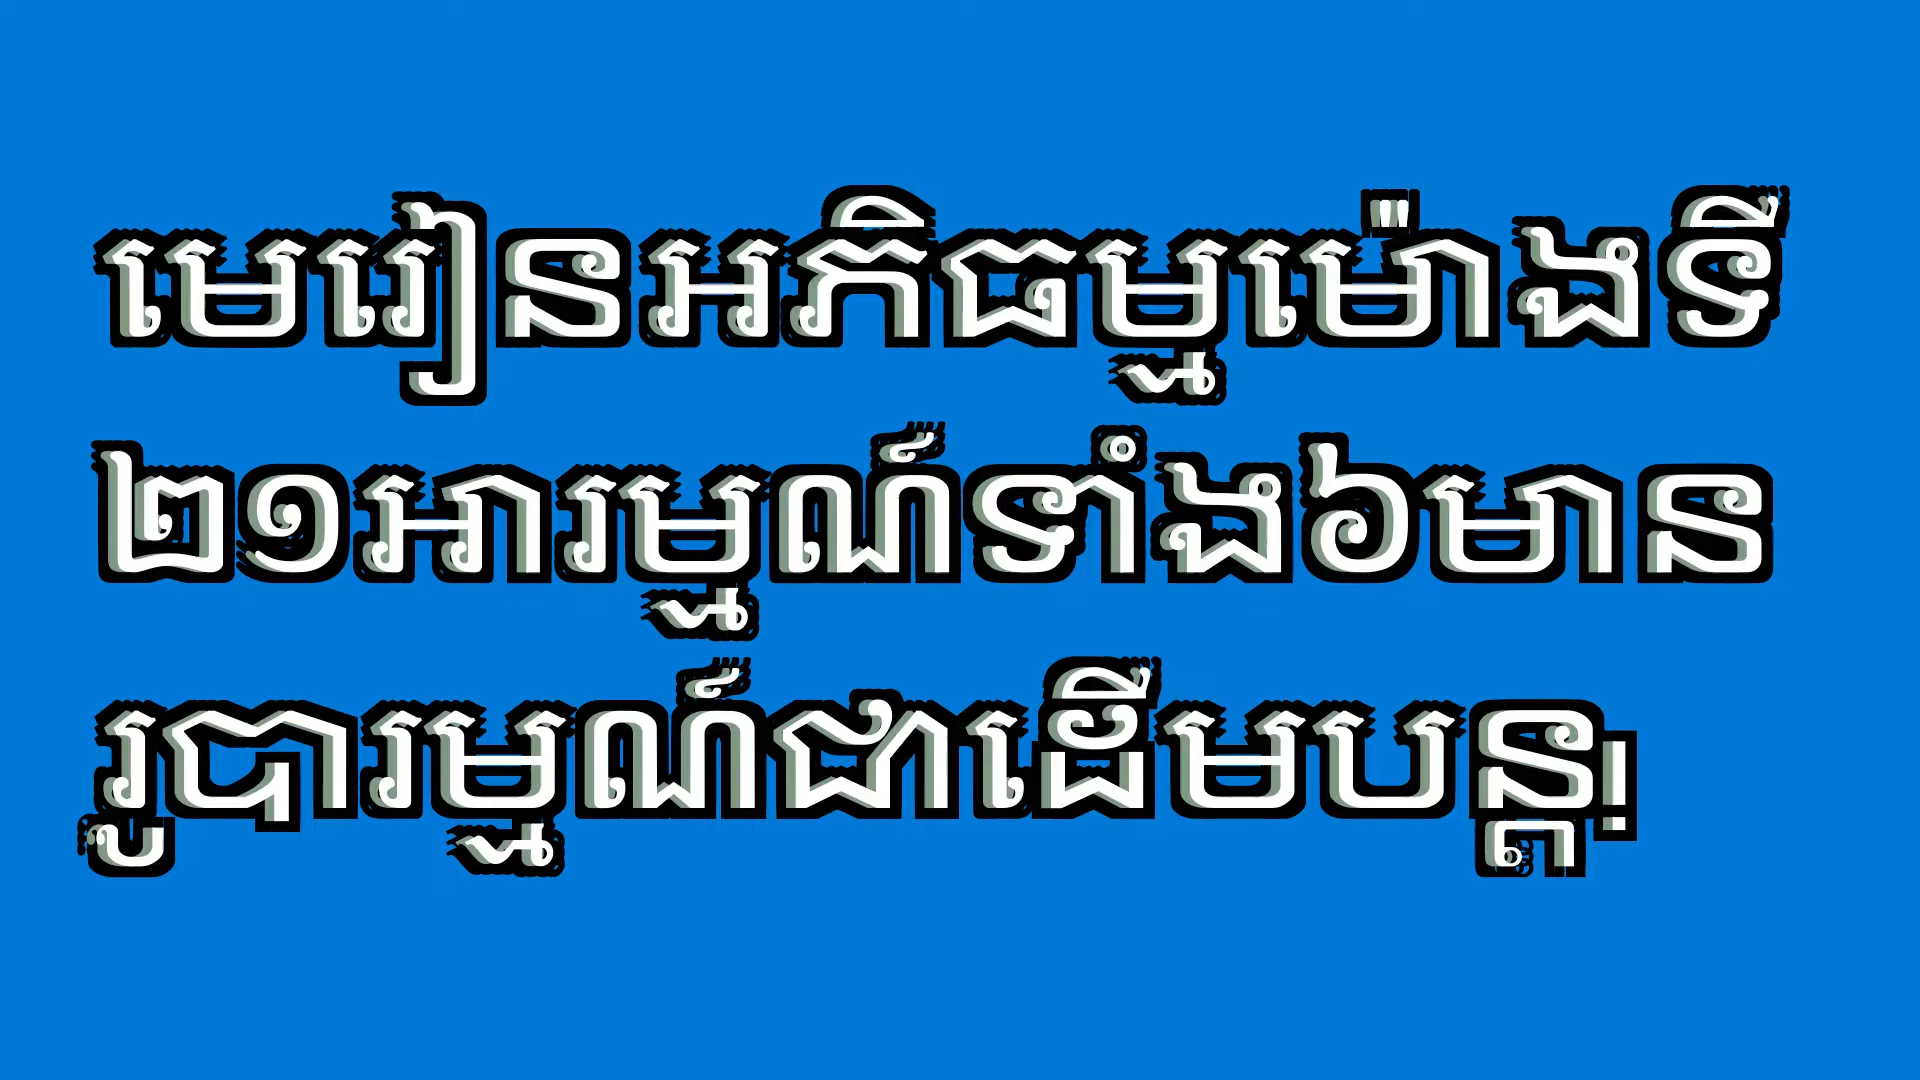 មេរៀនអភិធម្មម៉ោងទី
២១អារម្មណ៍ទាំង៦មាន
រូបារម្មណ៍ជាដើមបន្ត!